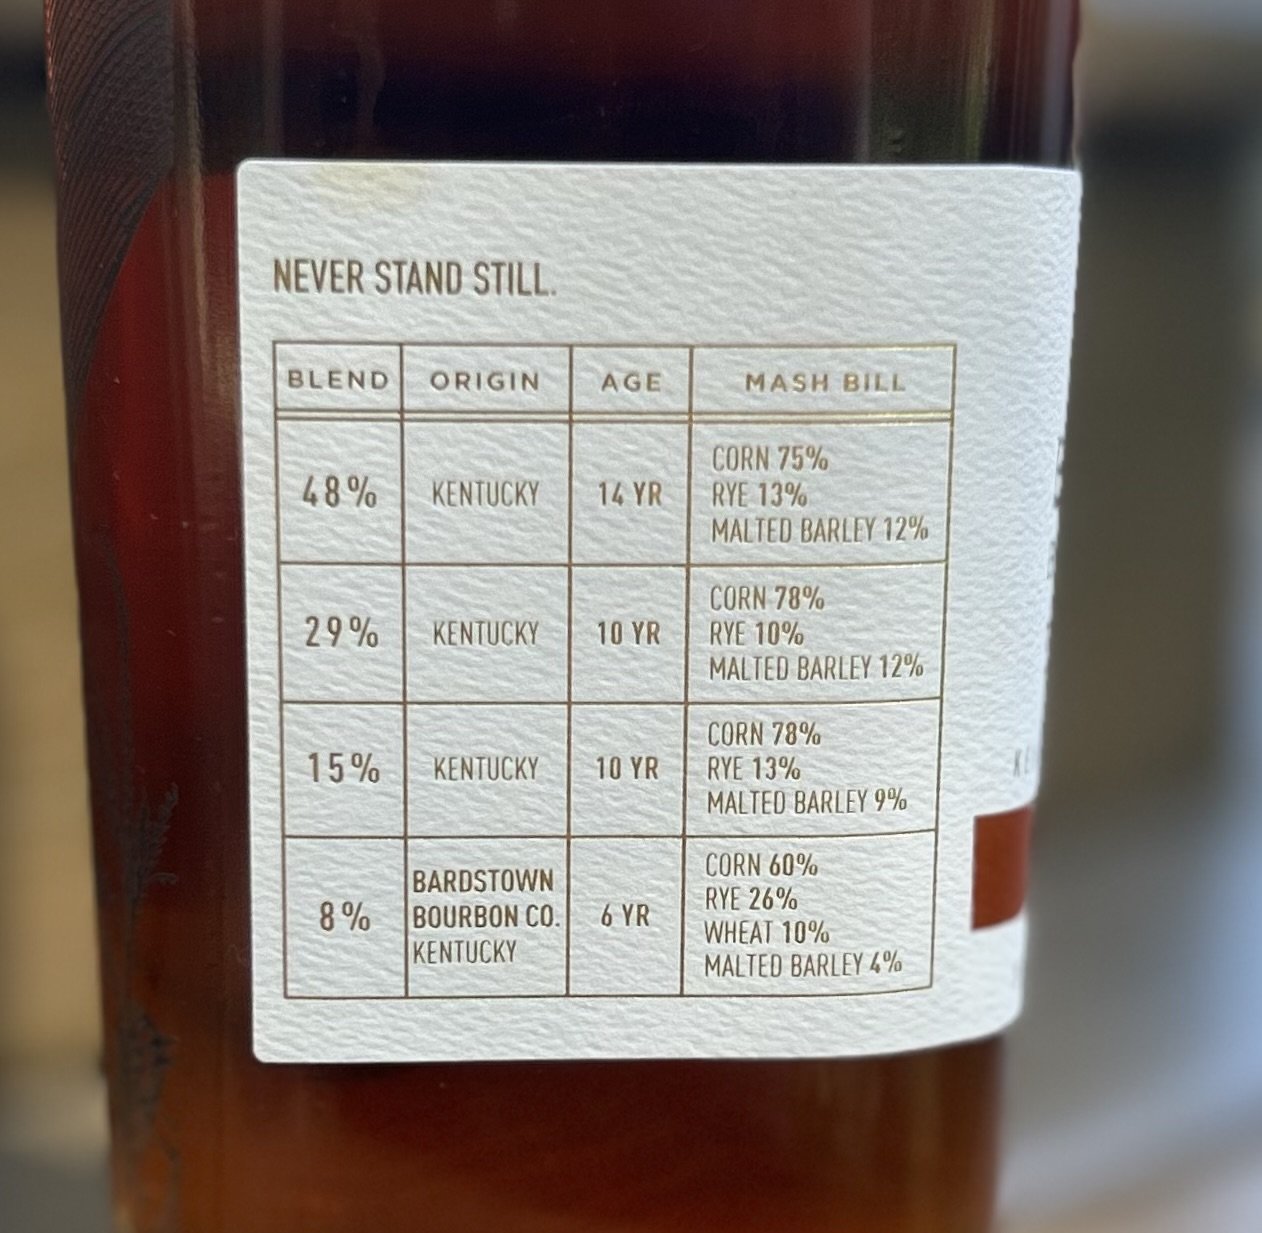 NEVER STAND STILL.
BLEND ORIGIN AGE MASH BILL
48% KENTUCKY 14 YR CORN 75%
RYE 13%
MALTED BARLEY 12%
29% KENTUCKY 10 YR CORN 78%
RYE 10%
MALTED BARLEY 12%
15% KENTUCKY 10 YR CORN 78%
RYE 13%
MALTED BARLEY 9%
8% BARDSTOWN
BOURBON CO.
KENTUCKY 6 YR CORN 60%
RYE 26%
WHEAT 10%
MALTED BARLEY 4%